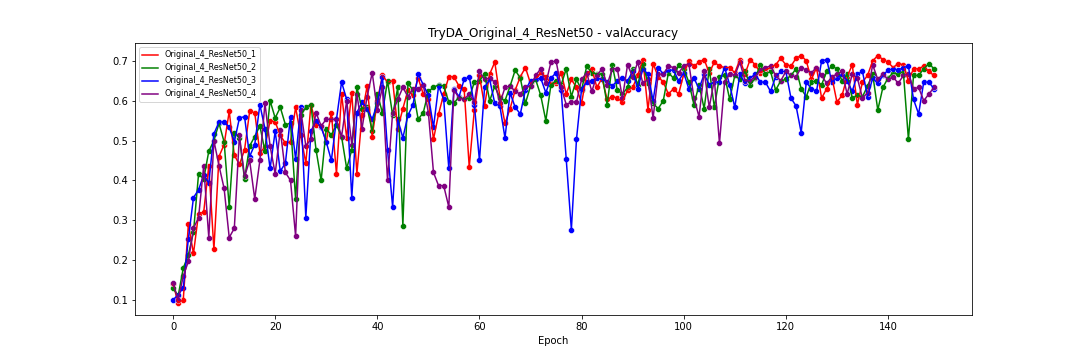 TryDA_Original_4_ResNet50 - valAccuracy
Original_4_ResNet50_1
Original_4_ResNet50_2
Original_4_ResNet50_3
Original_4_ResNet50_4
0.7
0.6
0.5
0.4
0.3
0.2
0.1
0 20 40 60 80 100 120 140
Epoch